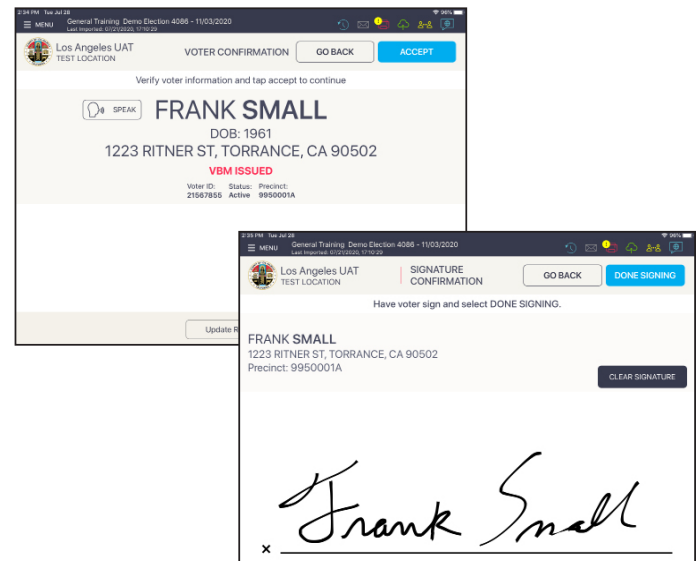 2:34 PM Tue Jul 28 96%
MENU General Training Demo Election 4086 - 11/03/2020
Last Imported: 07/21/2020, 17:10:29
Los Angeles UAT
TEST LOCATION
VOTER CONFIRMATION GO BACK ACCEPT
Verify voter information and tap accept to continue
SPEAK FRANK SMALL
DOB: 1961
1223 RITNER ST, TORRANCE, CA 90502
VBM ISSUED
Voter ID: Status: Precinct:
21567855 Active 9950001A
Update R
2:35 PM Tue Jul 28 96%
MENU General Training Demo Election 4086 - 11/03/2020
Last Imported: 07/21/2020, 17:10:29
Los Angeles UAT
TEST LOCATION
SIGNATURE
CONFIRMATION
GO BACK DONE SIGNING
Have voter sign and select DONE SIGNING.
FRANK SMALL
1223 RITNER ST, TORRANCE, CA 90502
Precinct: 9950001A
CLEAR SIGNATURE
Frank Small
×